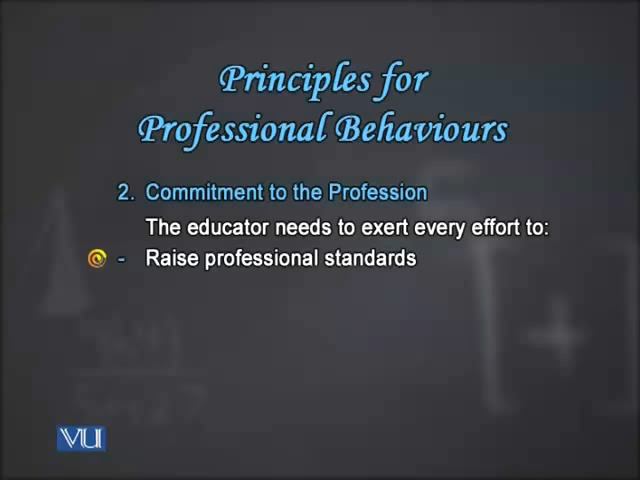 Principles for
Professional Behaviours
2. Commitment to the Profession
The educator needs to exert every effort to:
- Raise professional standards
VU